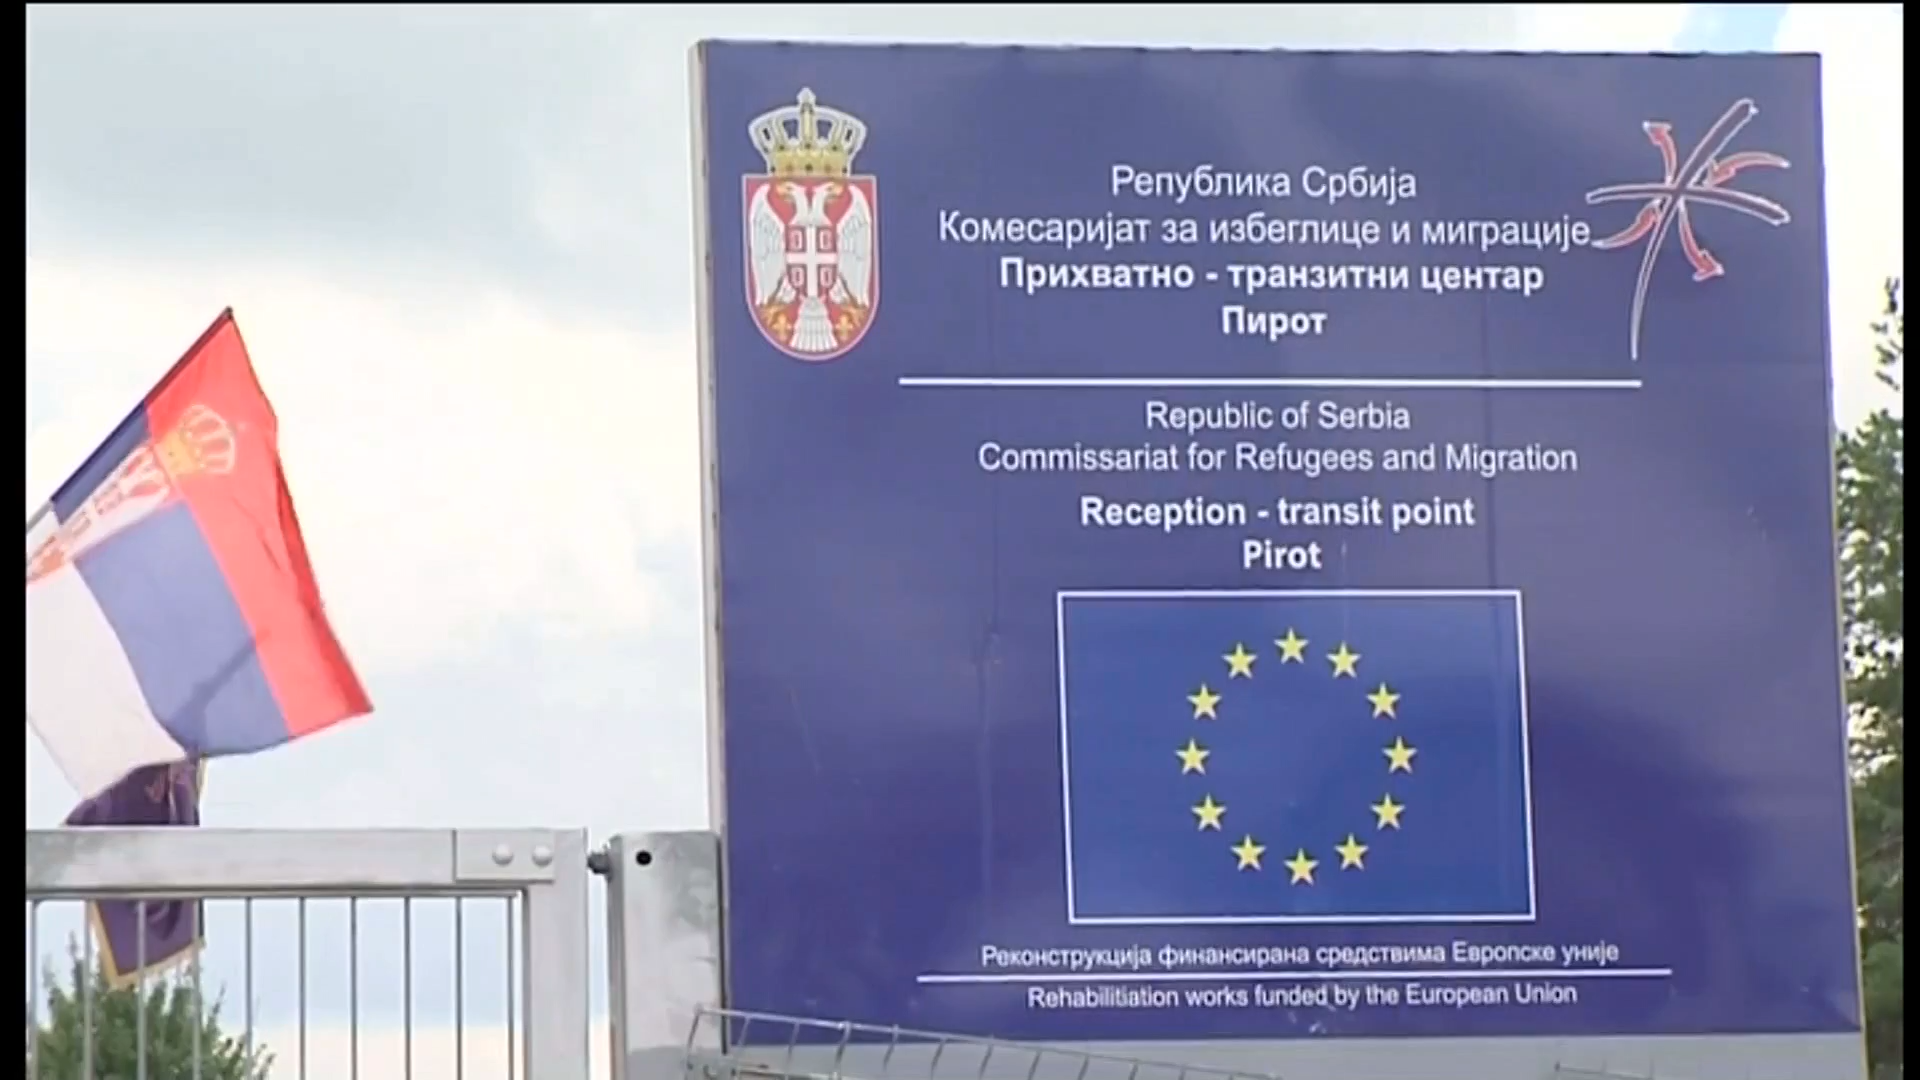 Република Србија
Комесаријат за избеглице и миграције
Прихватно - транзитни центар
Пирот
Republic of Serbia
Commissariat for Refugees and Migration
Reception - transit point
Pirot
Реконструкција финансирана средствима Европске уније
Rehabilitiation works funded by the European Union